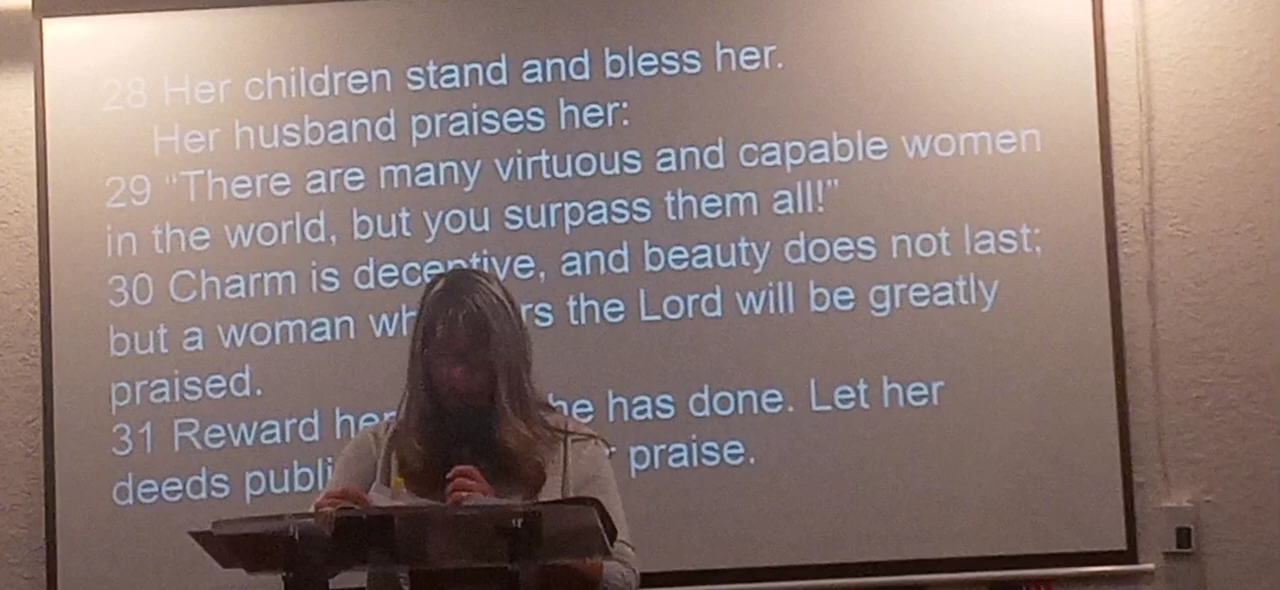 28 Her children stand and bless her.
Her husband praises her:
29 “There are many virtuous and capable women
in the world, but you surpass them all!”
30 Charm is deceptive, and beauty does not last;
but a woman the Lord will be greatly
praised.
31 Reward has done. Let her
deeds praise.